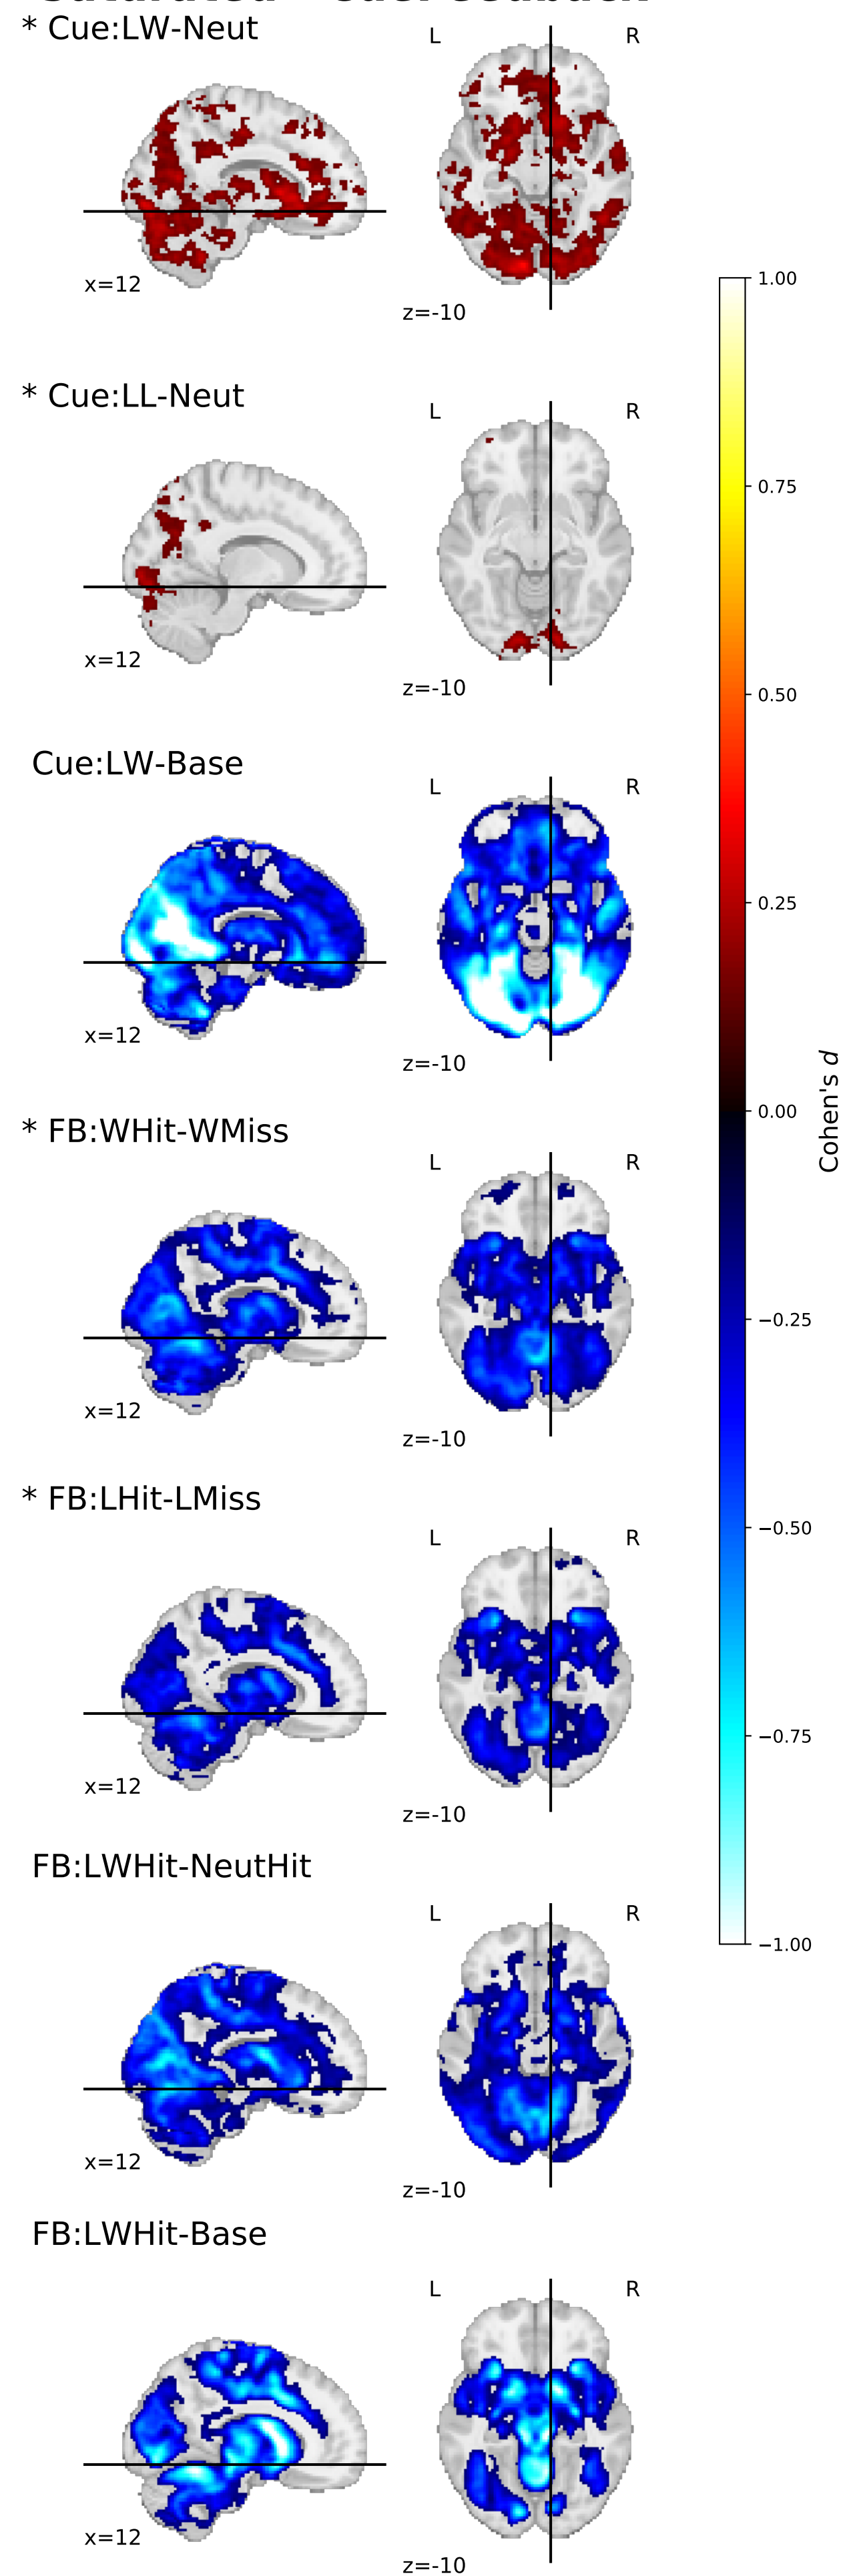 * Cue:LW-Neut
L R
x=12
z=-10
* Cue:LL-Neut
L R
x=12
z=-10
Cue:LW-Base
L R
x=12
z=-10
* FB:WHit-WMiss
L R
x=12
z=-10
* FB:LHit-LMiss
L R
x=12
z=-10
FB:LWHit-NeutHit
L R
x=12
z=-10
FB:LWHit-Base
L R
x=12
z=-10
1.00
0.75
0.50
0.25
0.00
−0.25
−0.50
−0.75
−1.00
Cohen's d